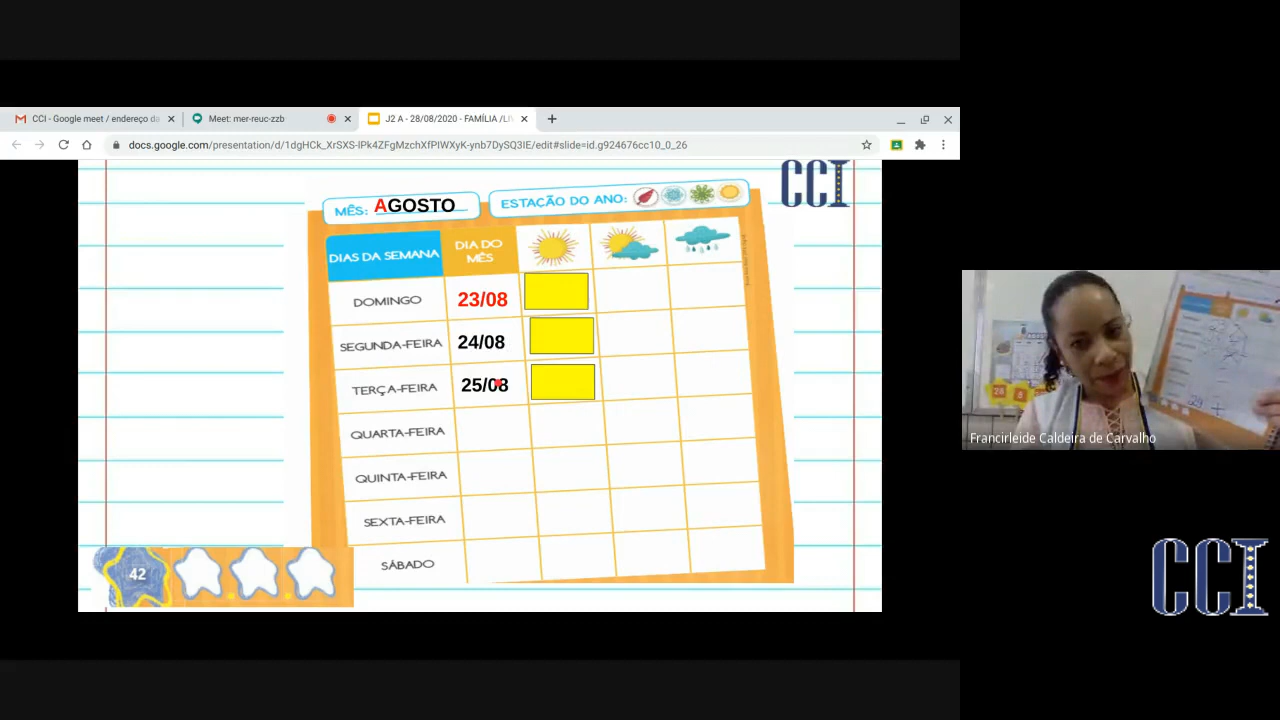 CCI - Google meet / endereço da
Meet: mer-reuc-zzb
J2 A - 28/08/2020 - FAMÍLIA /LIV
docs.google.com/presentation/d/1dgHCk_XrSXS-IPk4ZFgMzchXfPIWXyK-ynb7DySQ3IE/edit#slide=id.g924676cc10_0_26
CCI
MÊS: AGOSTO
ESTAÇÃO DO ANO:
DIAS DA SEMANA
DIA DO MÊS
DOMINGO 23/08
SEGUNDA-FEIRA 24/08
TERÇA-FEIRA 25/08
QUARTA-FEIRA
QUINTA-FEIRA
SEXTA-FEIRA
SÁBADO
42
28
Francirleide Caldeira de Carvalho
CCI